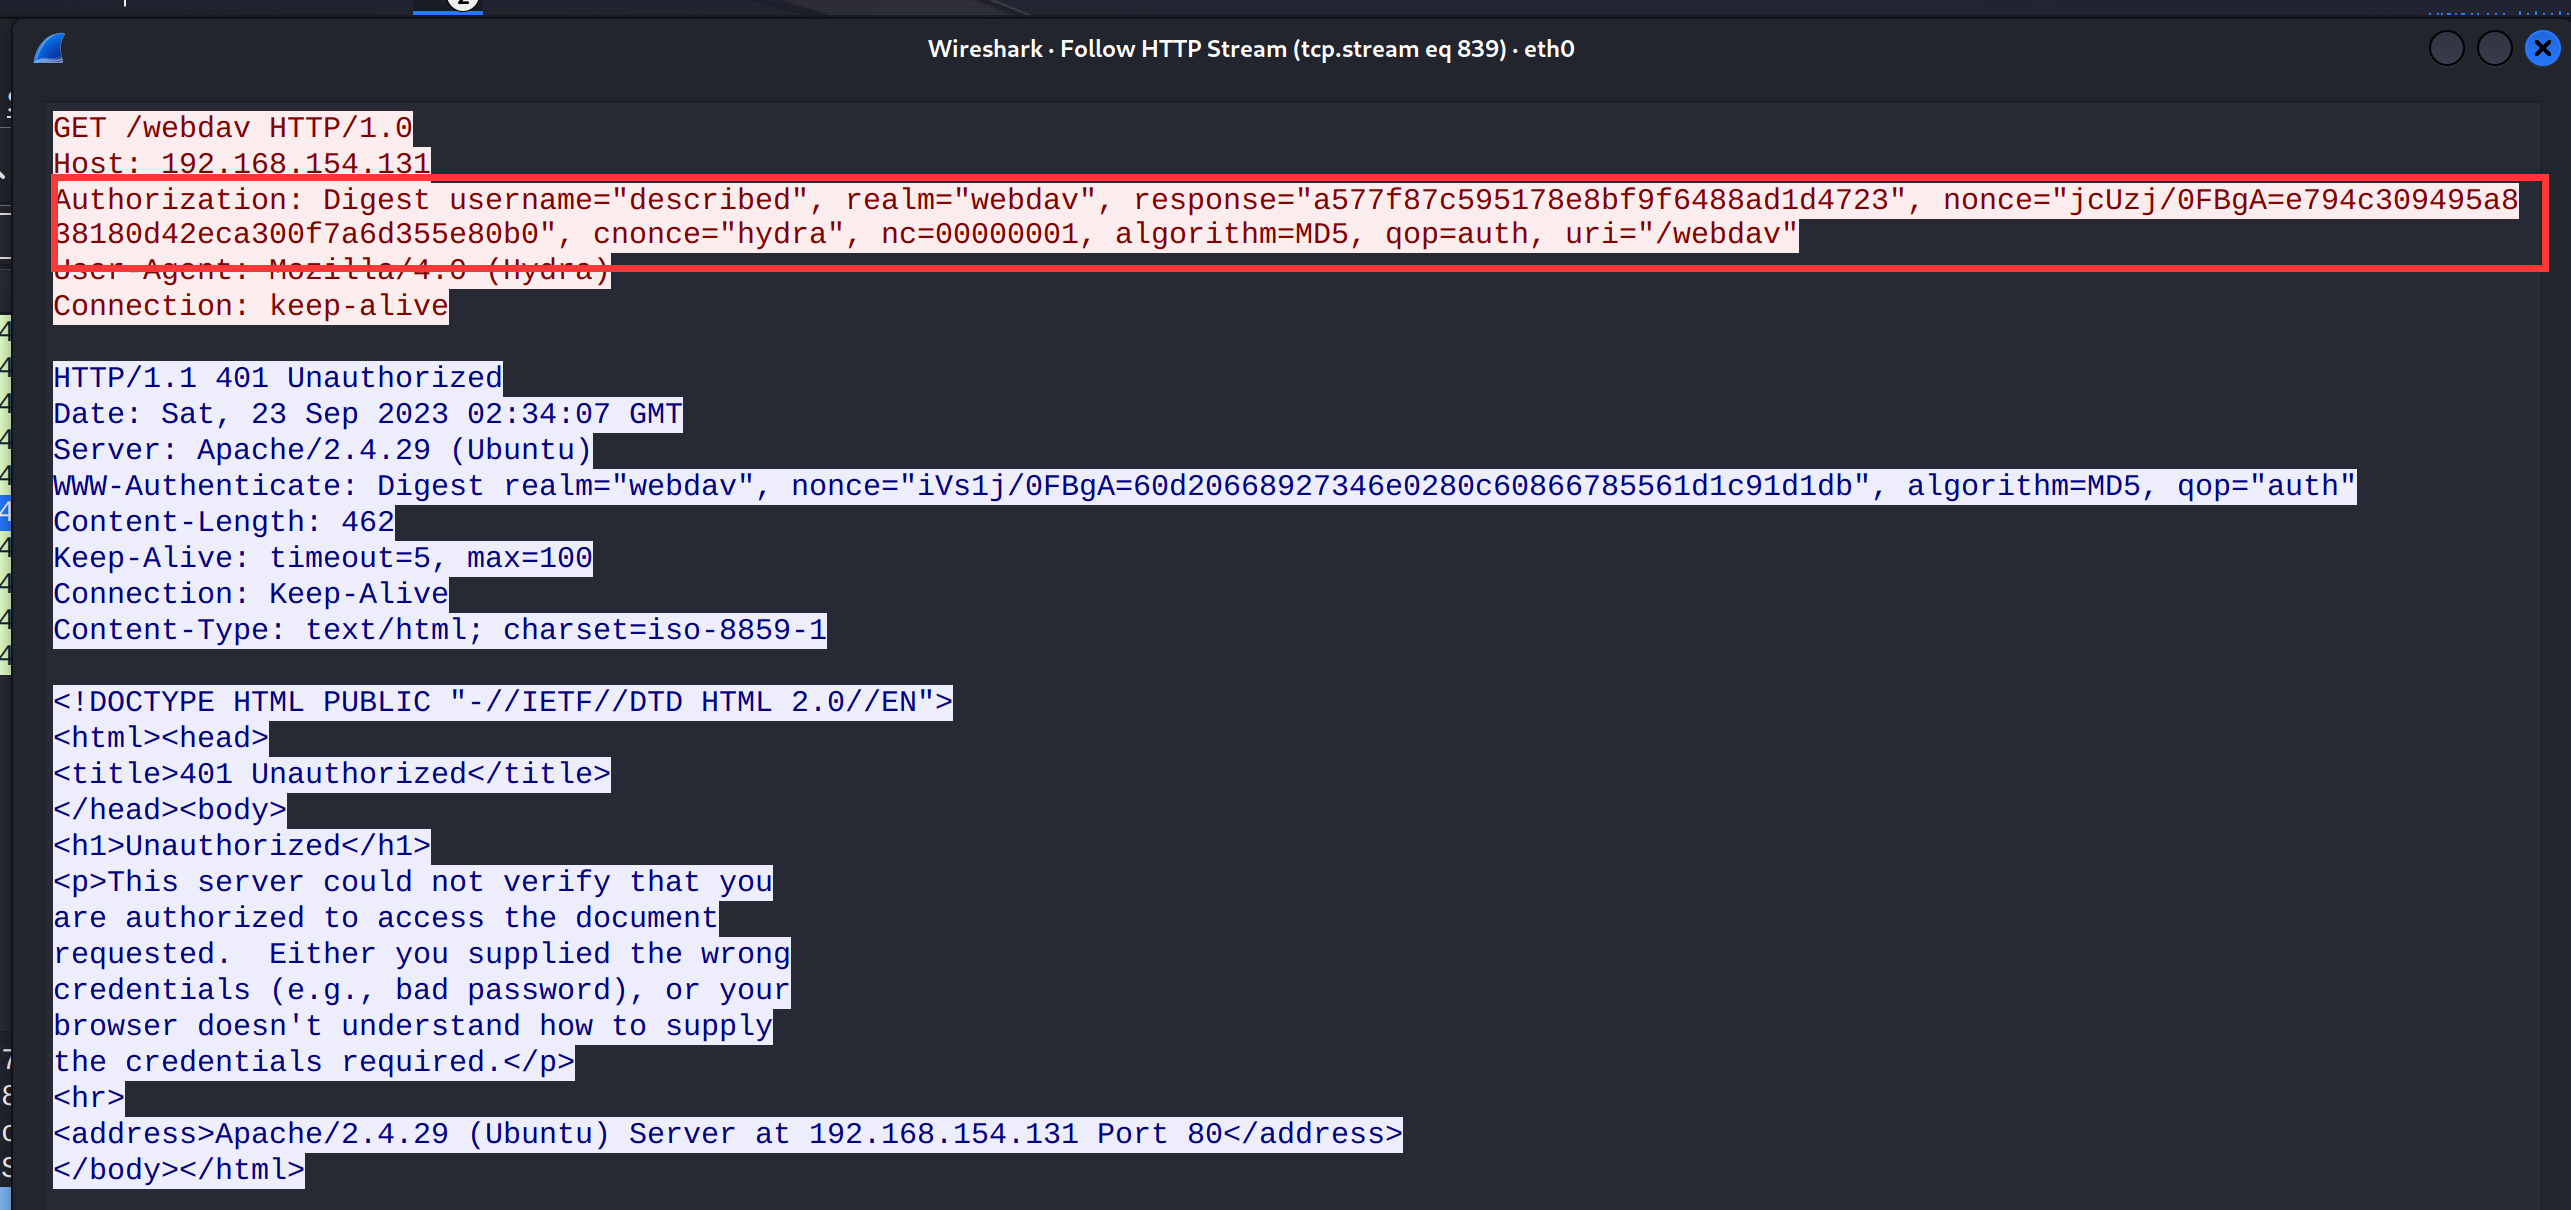 2
Wireshark · Follow HTTP Stream (tcp.stream eq 839) · eth0
GET /webdav HTTP/1.0
Host: 192.168.154.131
Authorization: Digest username="described", realm="webdav", response="a577f87c595178e8bf9f6488ad1d4723", nonce="jcUzj/0FBgA=e794c309495a8
38180d42eca300f7a6d355e80b0", cnonce="hydra", nc=00000001, algorithm=MD5, qop=auth, uri="/webdav"
User-Agent: Mozilla/4.0 (Hydra)
Connection: keep-alive
HTTP/1.1 401 Unauthorized
Date: Sat, 23 Sep 2023 02:34:07 GMT
Server: Apache/2.4.29 (Ubuntu)
WWW-Authenticate: Digest realm="webdav", nonce="iVs1j/0FBgA=60d20668927346e0280c60866785561d1c91d1db", algorithm=MD5, qop="auth"
Content-Length: 462
Keep-Alive: timeout=5, max=100
Connection: Keep-Alive
Content-Type: text/html; charset=iso-8859-1
<!DOCTYPE HTML PUBLIC "-//IETF//DTD HTML 2.0//EN">
<html><head>
<title>401 Unauthorized</title>
</head><body>
<h1>Unauthorized</h1>
<p>This server could not verify that you
are authorized to access the document
requested.  Either you supplied the wrong
credentials (e.g., bad password), or your
browser doesn't understand how to supply
the credentials required.</p>
<hr>
<address>Apache/2.4.29 (Ubuntu) Server at 192.168.154.131 Port 80</address>
</body></html>